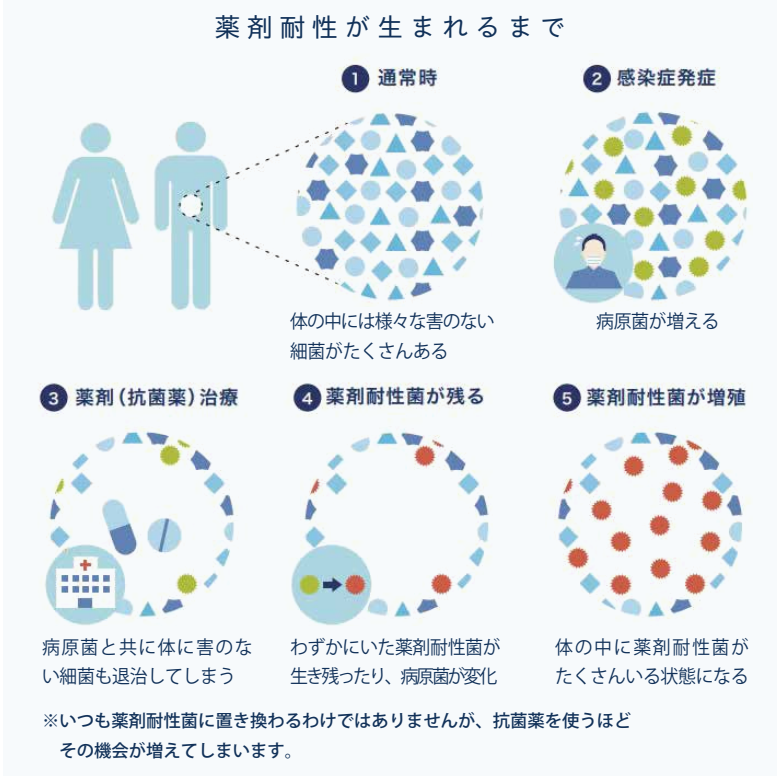 薬剤耐性が生まれるまで
1 通常時
体の中には様々な害のない
細菌がたくさんある
2 感染症発症
病原菌が増える
3 薬剤(抗菌薬)治療
病原菌と共に体に害のな
い細菌も退治してしまう
4 薬剤耐性菌が残る
わずかにいた薬剤耐性菌が
生き残ったり、病原菌が変化
5 薬剤耐性菌が増殖
体の中に薬剤耐性菌が
たくさんいる状態になる
※いつも薬剤耐性菌に置き換わるわけではありませんが、抗菌薬を使うほど
その機会が増えてしまいます。